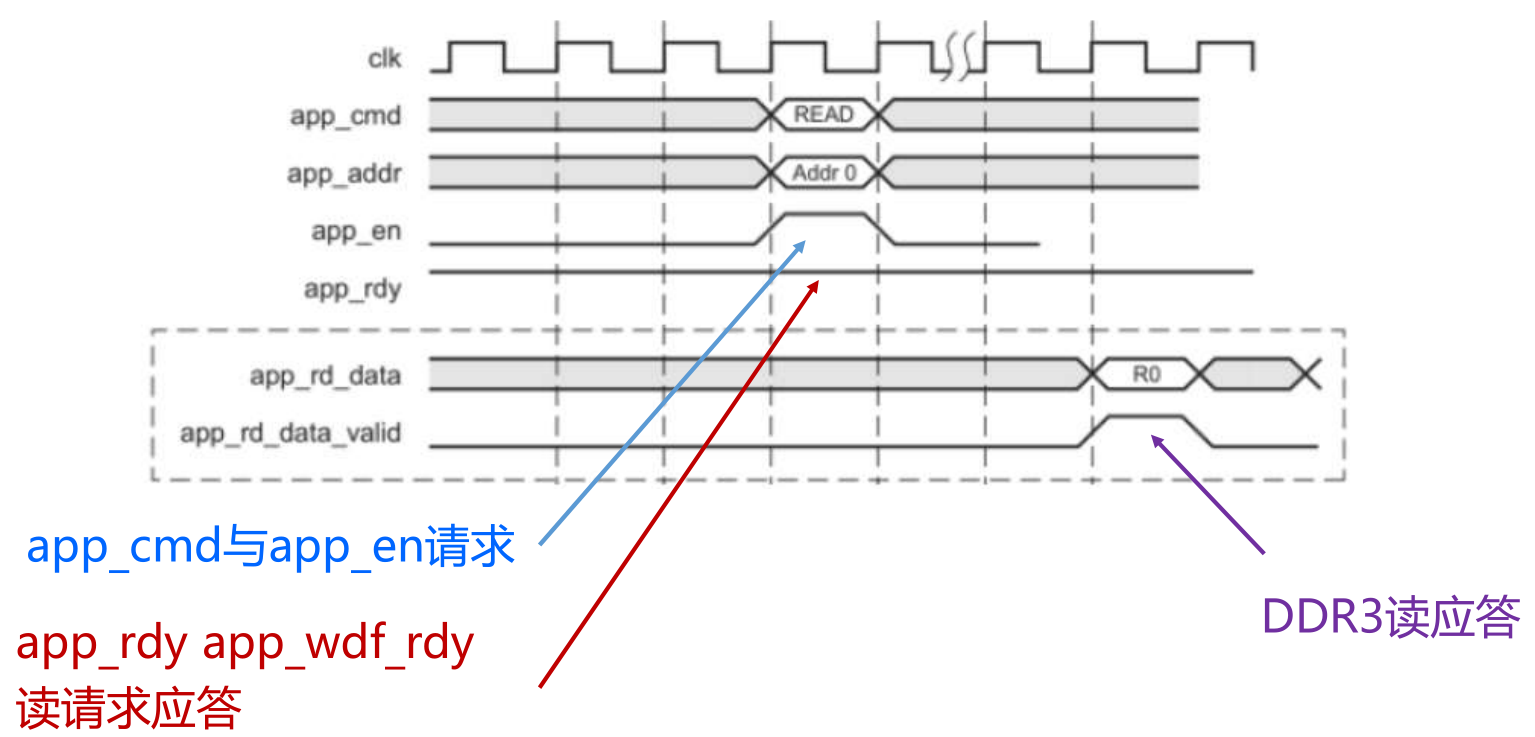 clk
app_cmd
READ
app_addr
Addr 0
app_en
app_rdy
app_rd_data
R0
app_rd_data_valid
app_cmd与app_en请求
app_rdy app_wdf_rdy
读请求应答
DDR3读应答